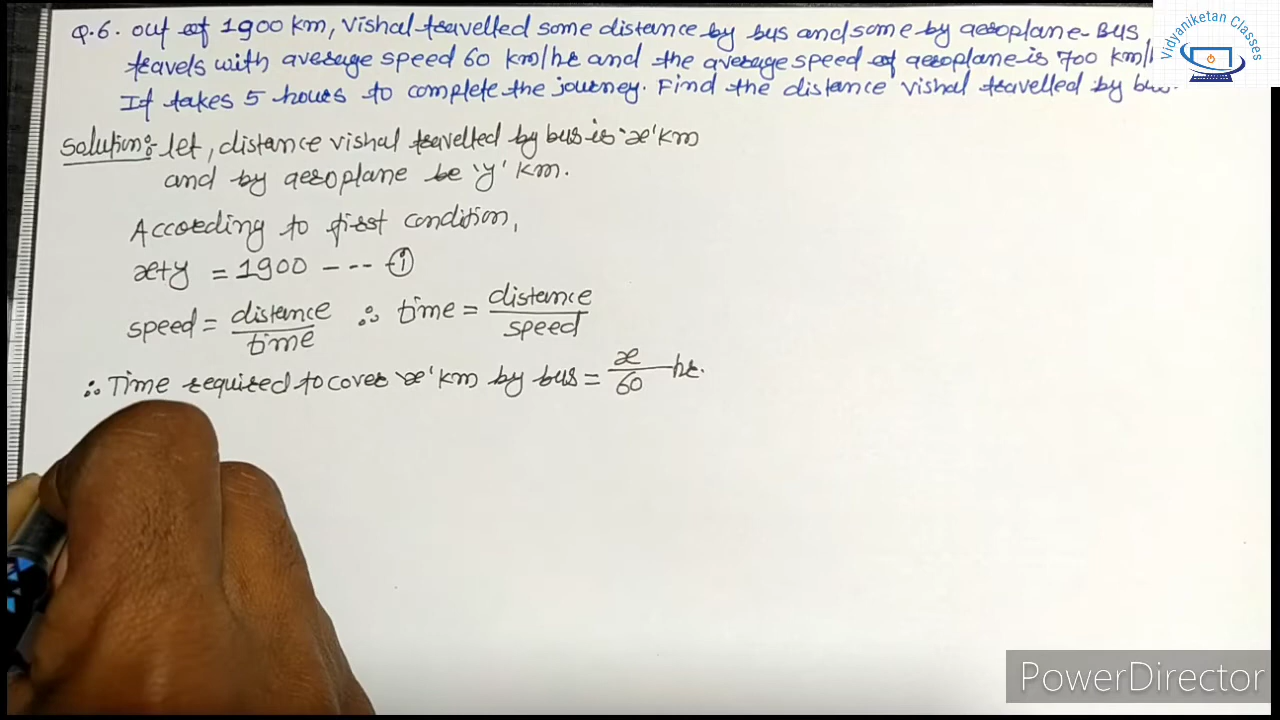 Q.6. Out of 1900 km, Vishal travelled some distance by bus and some by aeroplane. Bus
travels with average speed 60 km/hr and the average speed of aeroplane is 700 km/h
It takes 5 hours to complete the journey. Find the distance vishal travelled by bus.
Solution:- let, distance vishal travelled by bus is 'x' km
and by aeroplane be 'y' km.
According to first condition,
x+y = 1900 --- ①
speed = distance/time ∴ time = distance/speed
∴ Time required to cover 'x' km by bus = x/60 hr.
Vidyaniketan Classes
PowerDirector